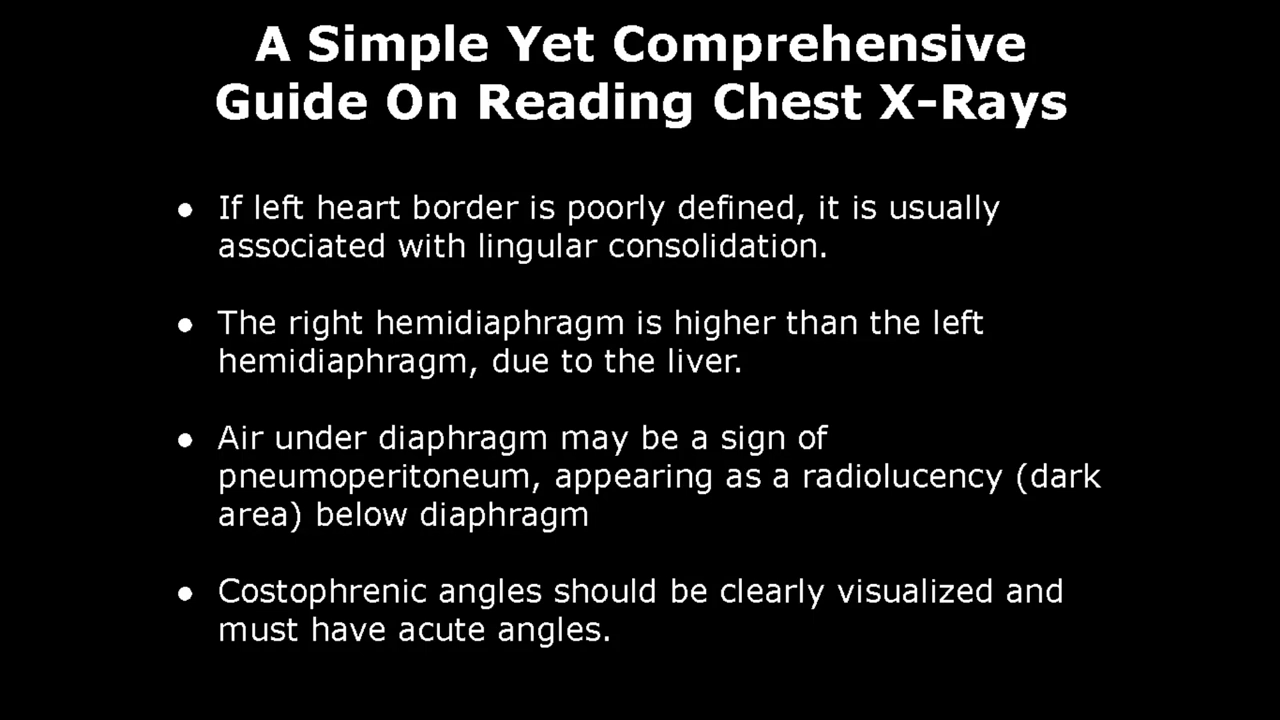 A Simple Yet Comprehensive
Guide On Reading Chest X-Rays
● If left heart border is poorly defined, it is usually
associated with lingular consolidation.
● The right hemidiaphragm is higher than the left
hemidiaphragm, due to the liver.
● Air under diaphragm may be a sign of
pneumoperitoneum, appearing as a radiolucency (dark
area) below diaphragm
● Costophrenic angles should be clearly visualized and
must have acute angles.